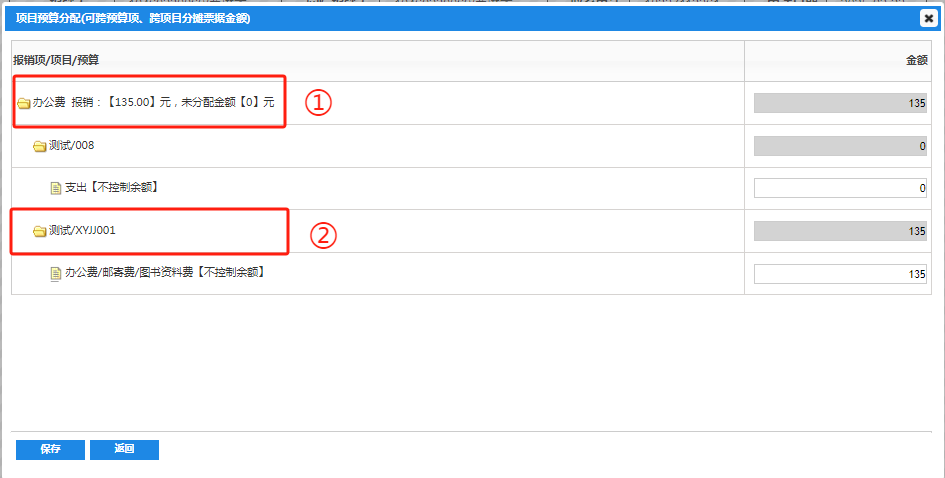 项目预算分配(可跨预算项、跨项目分摊票据金额)
报销项/项目/预算 金额
办公费 报销：【135.00】元，未分配金额【0】元 ① 135
测试/008 0
支出【不控制余额】 0
测试/XYJJ001 ② 135
办公费/邮寄费/图书资料费【不控制余额】 135
保存 返回